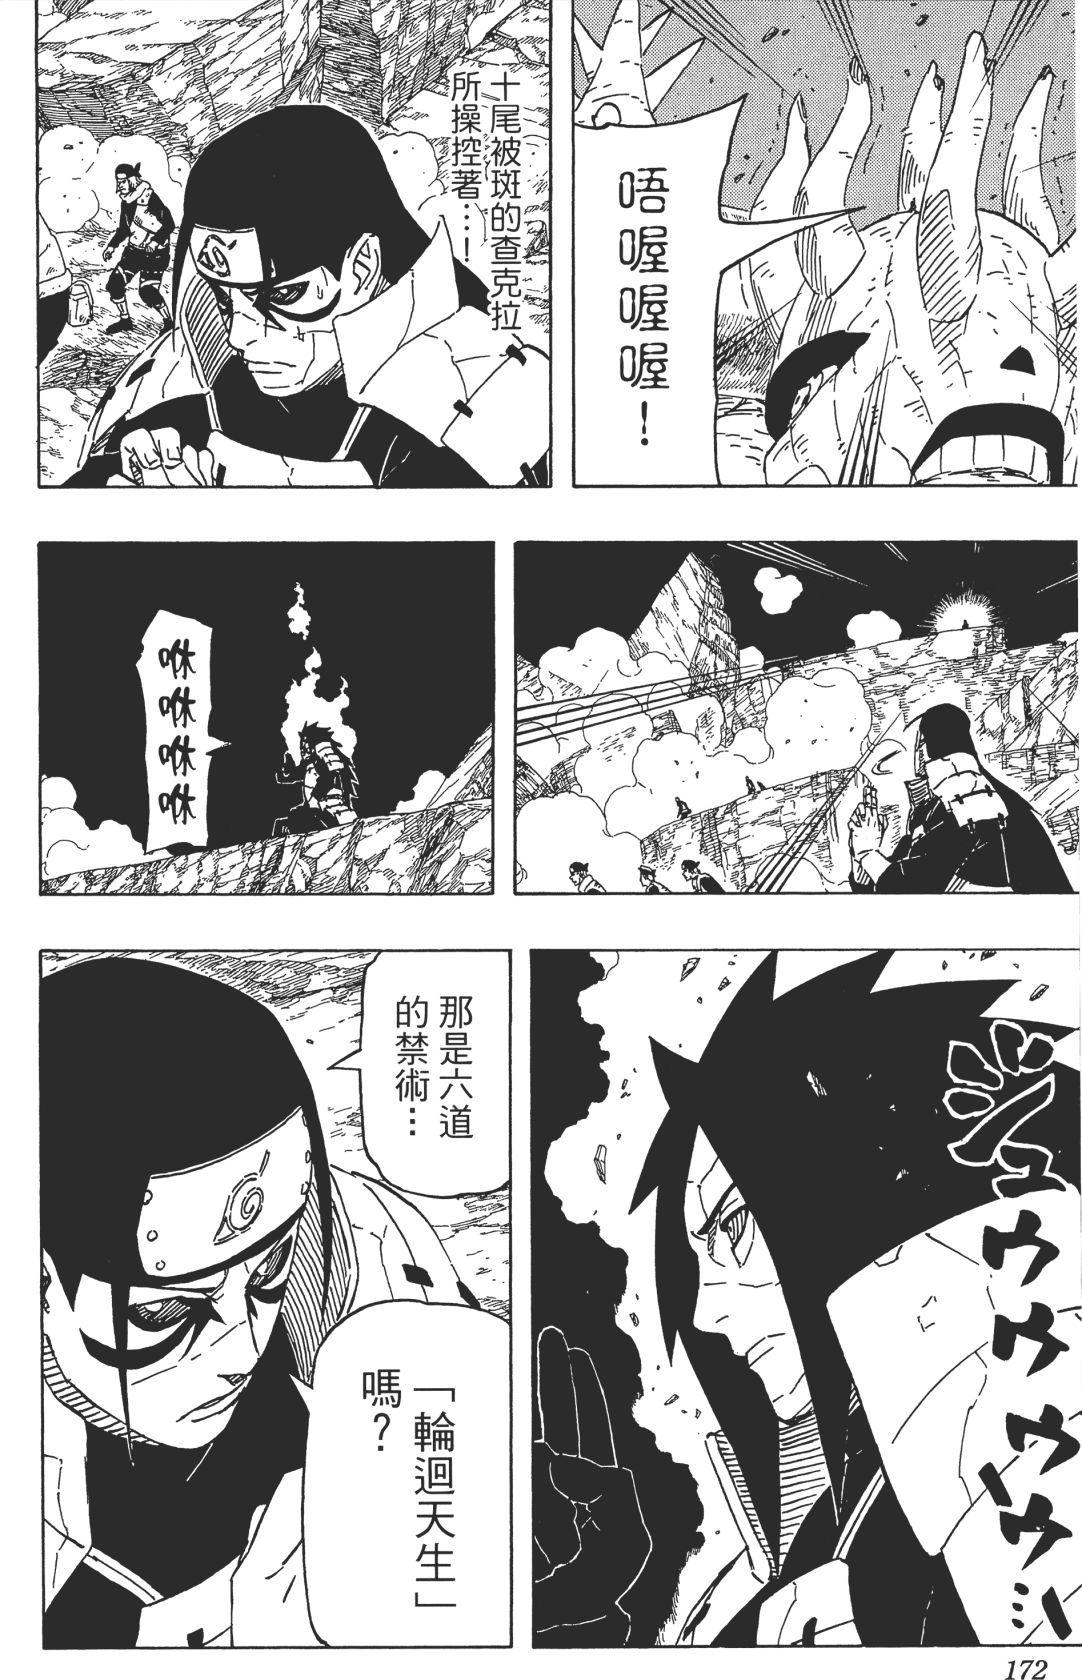 唔喔喔喔！
十尾被斑的查克拉
所操控著…！
咻咻咻咻
ジュウウウウ…
那是六道
的禁術…
「輪迴天生」
嗎？
172